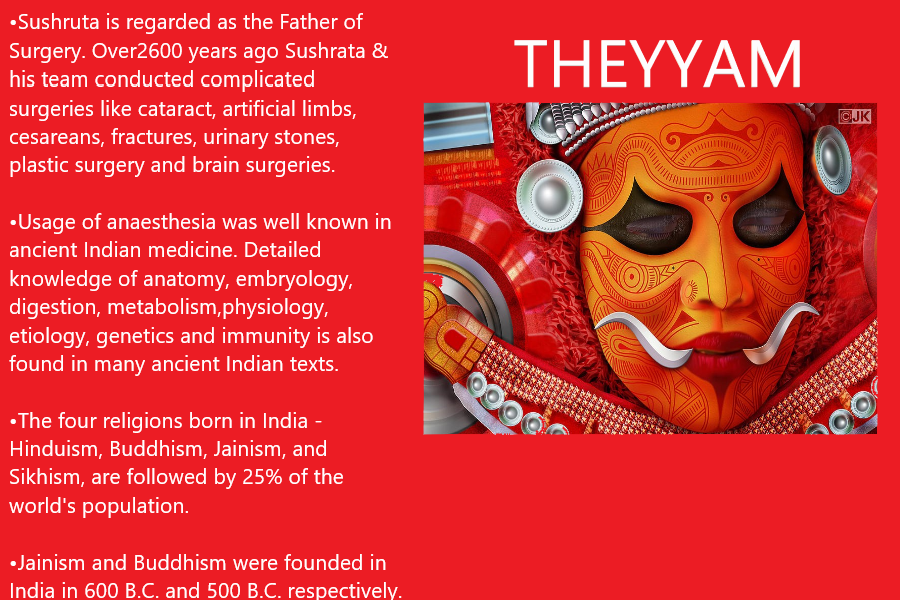 •Sushruta is regarded as the Father of
Surgery. Over2600 years ago Sushrata &
his team conducted complicated
surgeries like cataract, artificial limbs,
cesareans, fractures, urinary stones,
plastic surgery and brain surgeries.
•Usage of anaesthesia was well known in
ancient Indian medicine. Detailed
knowledge of anatomy, embryology,
digestion, metabolism,physiology,
etiology, genetics and immunity is also
found in many ancient Indian texts.
•The four religions born in India -
Hinduism, Buddhism, Jainism, and
Sikhism, are followed by 25% of the
world's population.
•Jainism and Buddhism were founded in
India in 600 B.C. and 500 B.C. respectively.
THEYYAM
©JK